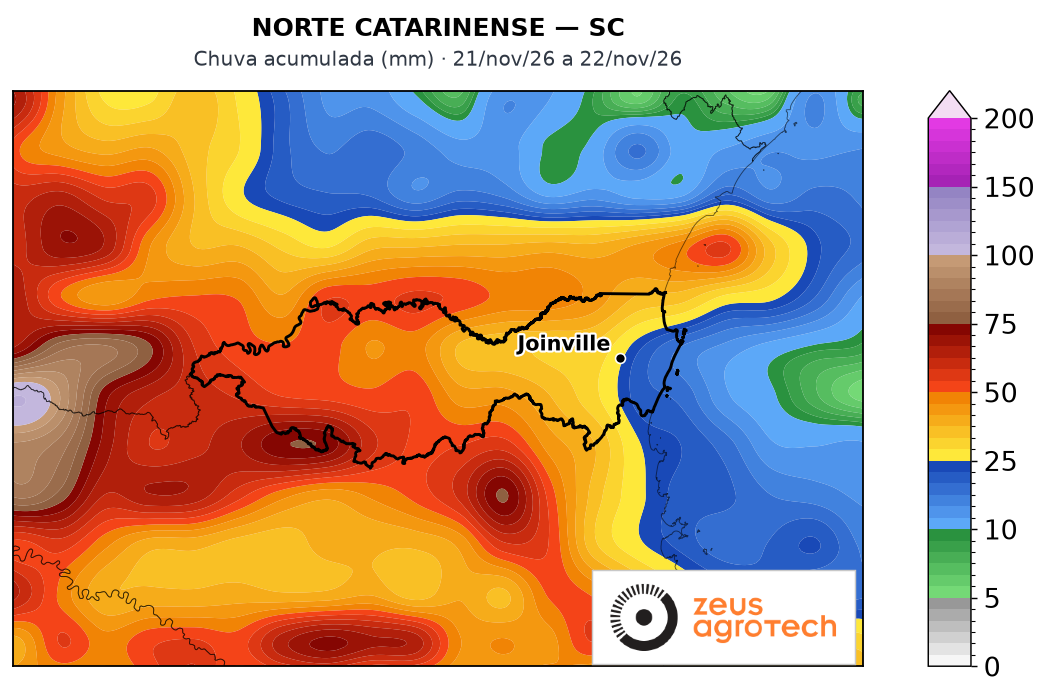 NORTE CATARINENSE — SC
Chuva acumulada (mm) · 21/nov/26 a 22/nov/26
200
150
100
75
50
25
10
5
0
Joinville
zeus
agrotech